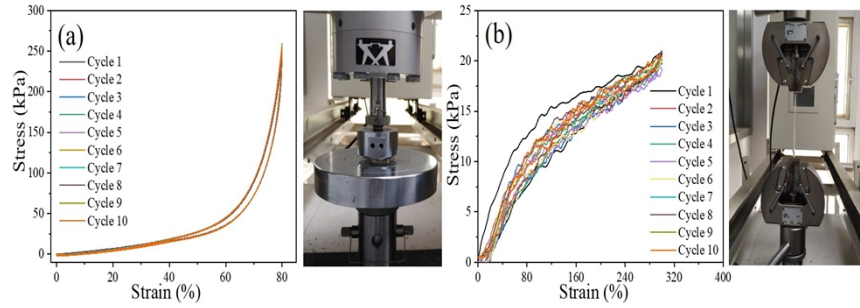 (a)
300
250
200
150
100
50
0
Stress (kPa)
Cycle 1
Cycle 2
Cycle 3
Cycle 4
Cycle 5
Cycle 6
Cycle 7
Cycle 8
Cycle 9
Cycle 10
0 20 40 60 80
Strain (%)
(b)
25
20
15
10
5
0
Stress (kPa)
Cycle 1
Cycle 2
Cycle 3
Cycle 4
Cycle 5
Cycle 6
Cycle 7
Cycle 8
Cycle 9
Cycle 10
0 80 160 240 320 400
Strain (%)